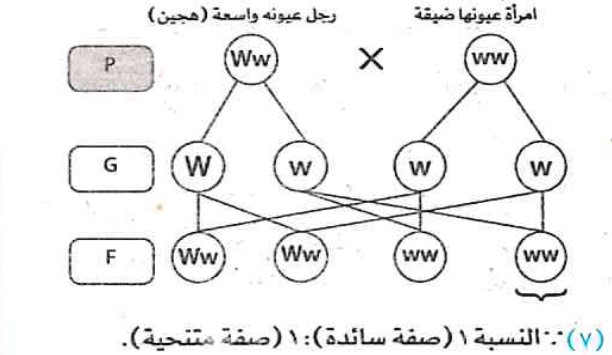 امرأة عيونها ضيقة
رجل عيونه واسعة (هجين)
P Ww × ww
G W w w w
F Ww Ww ww ww
(٧) ∵ النسبة ١ (صفة سائدة) : ١ (صفة متنحية).